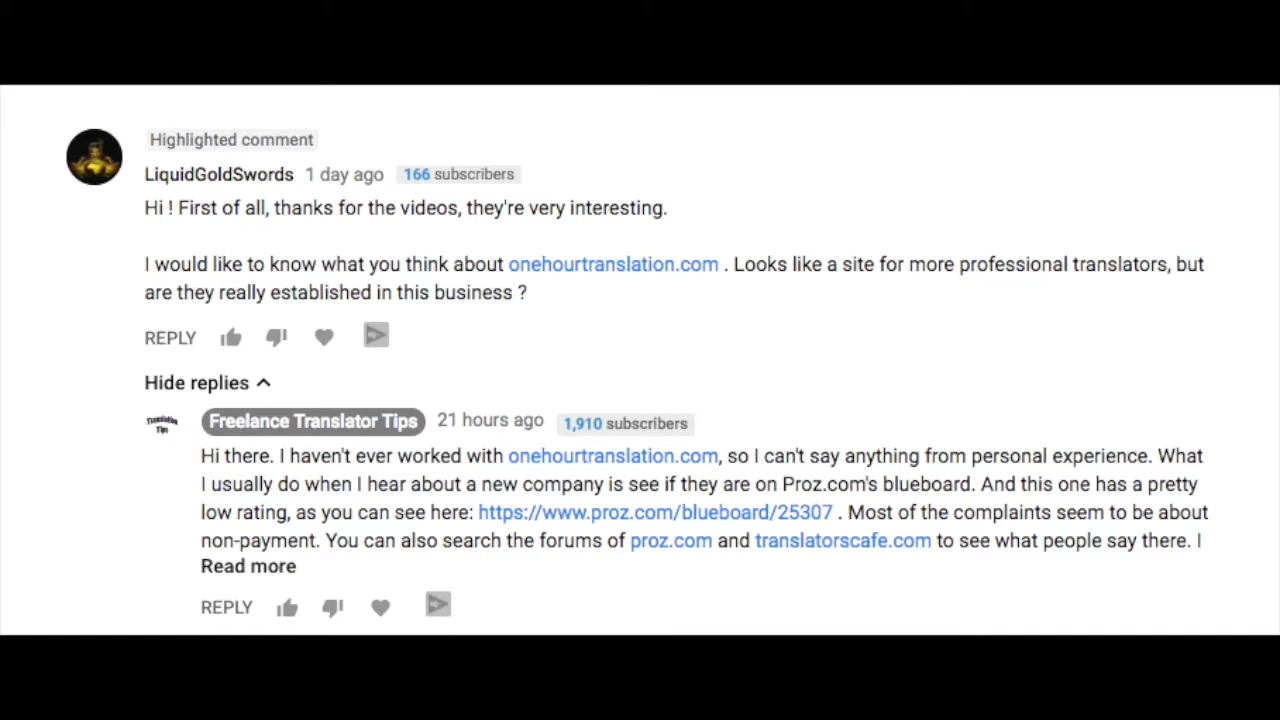 Highlighted comment
LiquidGoldSwords 1 day ago 166 subscribers
Hi ! First of all, thanks for the videos, they're very interesting.
I would like to know what you think about onehourtranslation.com . Looks like a site for more professional translators, but
are they really established in this business ?
REPLY
Hide replies
Translation
Tips
Freelance Translator Tips 21 hours ago 1,910 subscribers
Hi there. I haven't ever worked with onehourtranslation.com, so I can't say anything from personal experience. What
I usually do when I hear about a new company is see if they are on Proz.com's blueboard. And this one has a pretty
low rating, as you can see here: https://www.proz.com/blueboard/25307 . Most of the complaints seem to be about
non-payment. You can also search the forums of proz.com and translatorscafe.com to see what people say there. I
Read more
REPLY